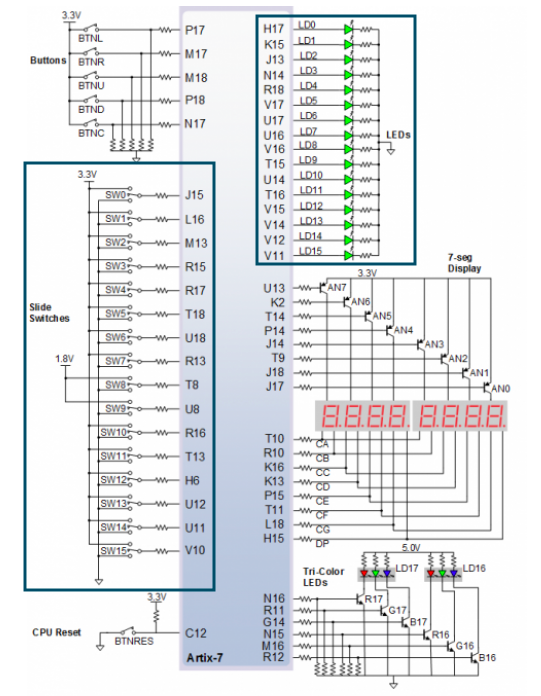 3.3V
BTNL P17
BTNR M17
Buttons
BTNU M18
BTND P18
BTNC N17
H17 LD0
K15 LD1
J13 LD2
N14 LD3
R18 LD4
V17 LD5
U17 LD6
U16 LD7
LEDs
V16 LD8
T15 LD9
U14 LD10
T16 LD11
V15 LD12
V14 LD13
V12 LD14
V11 LD15
3.3V
SW0 J15
SW1 L16
SW2 M13
SW3 R15
SW4 R17
Slide
Switches
SW5 T18
SW6 U18
SW7 R13
1.8V
SW8 T8
SW9 U8
SW10 R16
SW11 T13
SW12 H6
SW13 U12
SW14 U11
SW15 V10
7-seg
Display
3.3V
U13 AN7
K2 AN6
T14 AN5
P14 AN4
J14 AN3
T9 AN2
J18 AN1
J17 AN0
8.8.8.8. 8.8.8.8.
T10 CA
R10 CB
K16 CC
K13 CD
P15 CE
T11 CF
L18 CG
H15 DP
5.0V
Tri-Color
LEDs
LD17 LD16
N16 R17
R11 G17
G14 B17
N15 R16
M16 G16
R12 B16
3.3V
CPU Reset
BTNRES C12
Artix-7